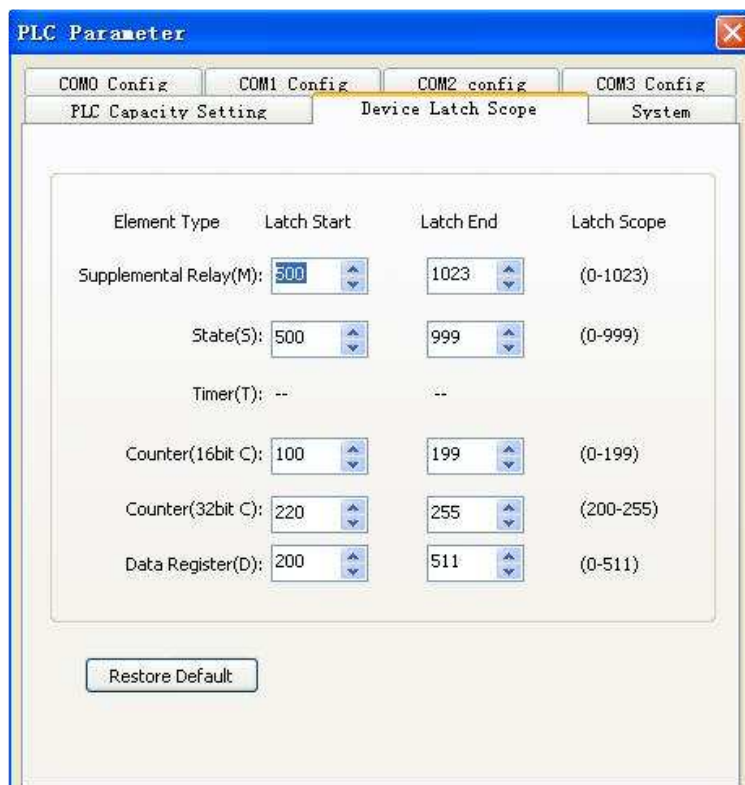 PLC Parameter
COM0 Config COM1 Config COM2 config COM3 Config
PLC Capacity Setting Device Latch Scope System
Element Type Latch Start Latch End Latch Scope
Supplemental Relay(M): 500 1023 (0-1023)
State(S): 500 999 (0-999)
Timer(T): -- --
Counter(16bit C): 100 199 (0-199)
Counter(32bit C): 220 255 (200-255)
Data Register(D): 200 511 (0-511)
Restore Default